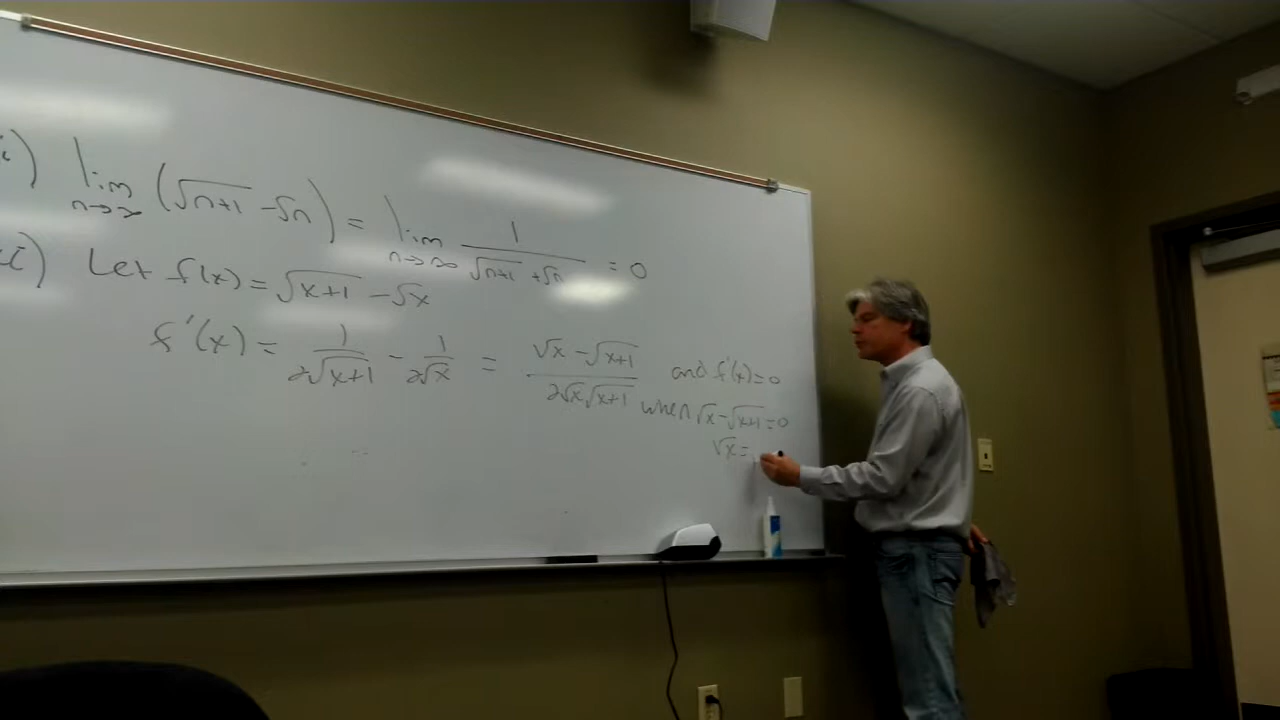 i) lim n→∞ (√n+1 - √n) = lim n→∞ 1/(√n+1 + √n) = 0
ii) Let f(x) = √x+1 - √x
f'(x) = 1/(2√x+1) - 1/(2√x) = (√x - √x+1)/(2√x√x+1) and f'(x)=0
when √x - √x+1 = 0
√x =